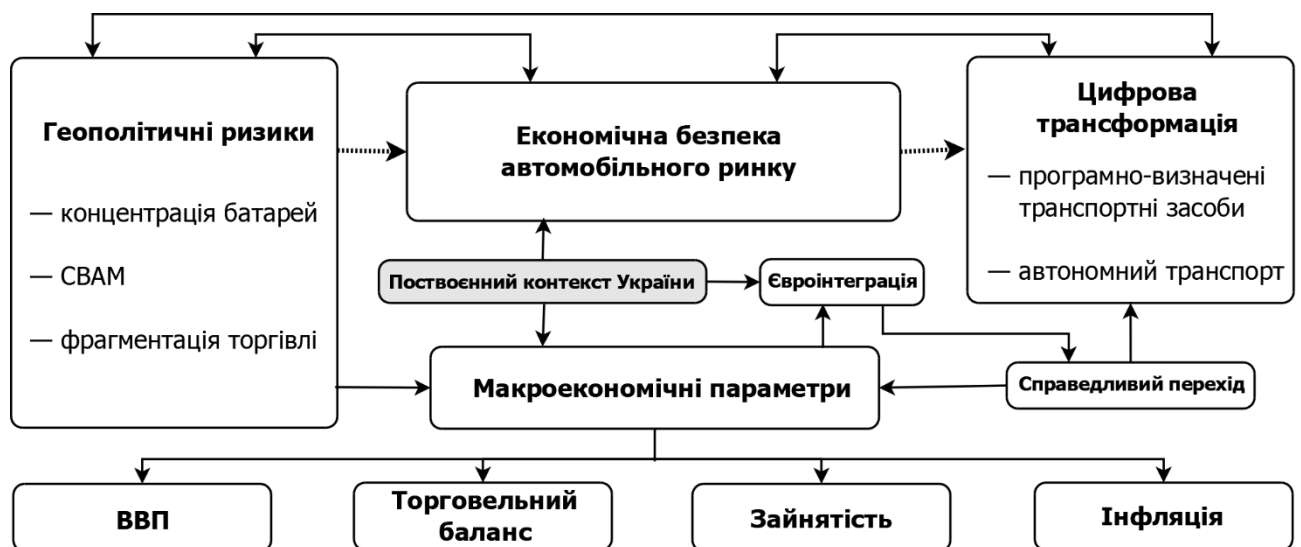 Геополітичні ризики
— концентрація батарей
— CBAM
— фрагментація торгівлі
Економічна безпека
автомобільного ринку
Цифрова
трансформація
— програмно-визначені
транспортні засоби
— автономний транспорт
Поствоєнний контекст України
Євроінтеграція
Макроекономічні параметри
Справедливий перехід
ВВП
Торговельний
баланс
Зайнятість
Інфляція